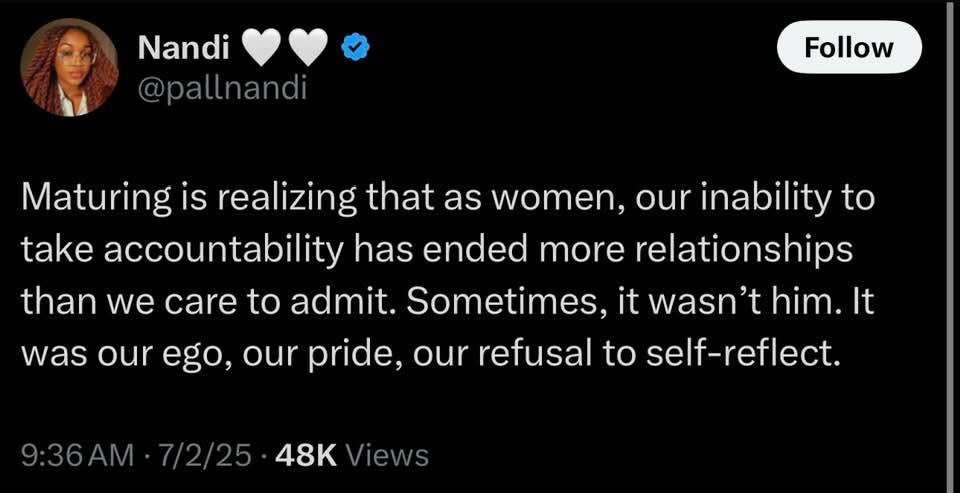 Nandi 🤍🤍
Follow
@pallnandi
Maturing is realizing that as women, our inability to
take accountability has ended more relationships
than we care to admit. Sometimes, it wasn’t him. It
was our ego, our pride, our refusal to self-reflect.
9:36 AM · 7/2/25 · 48K Views